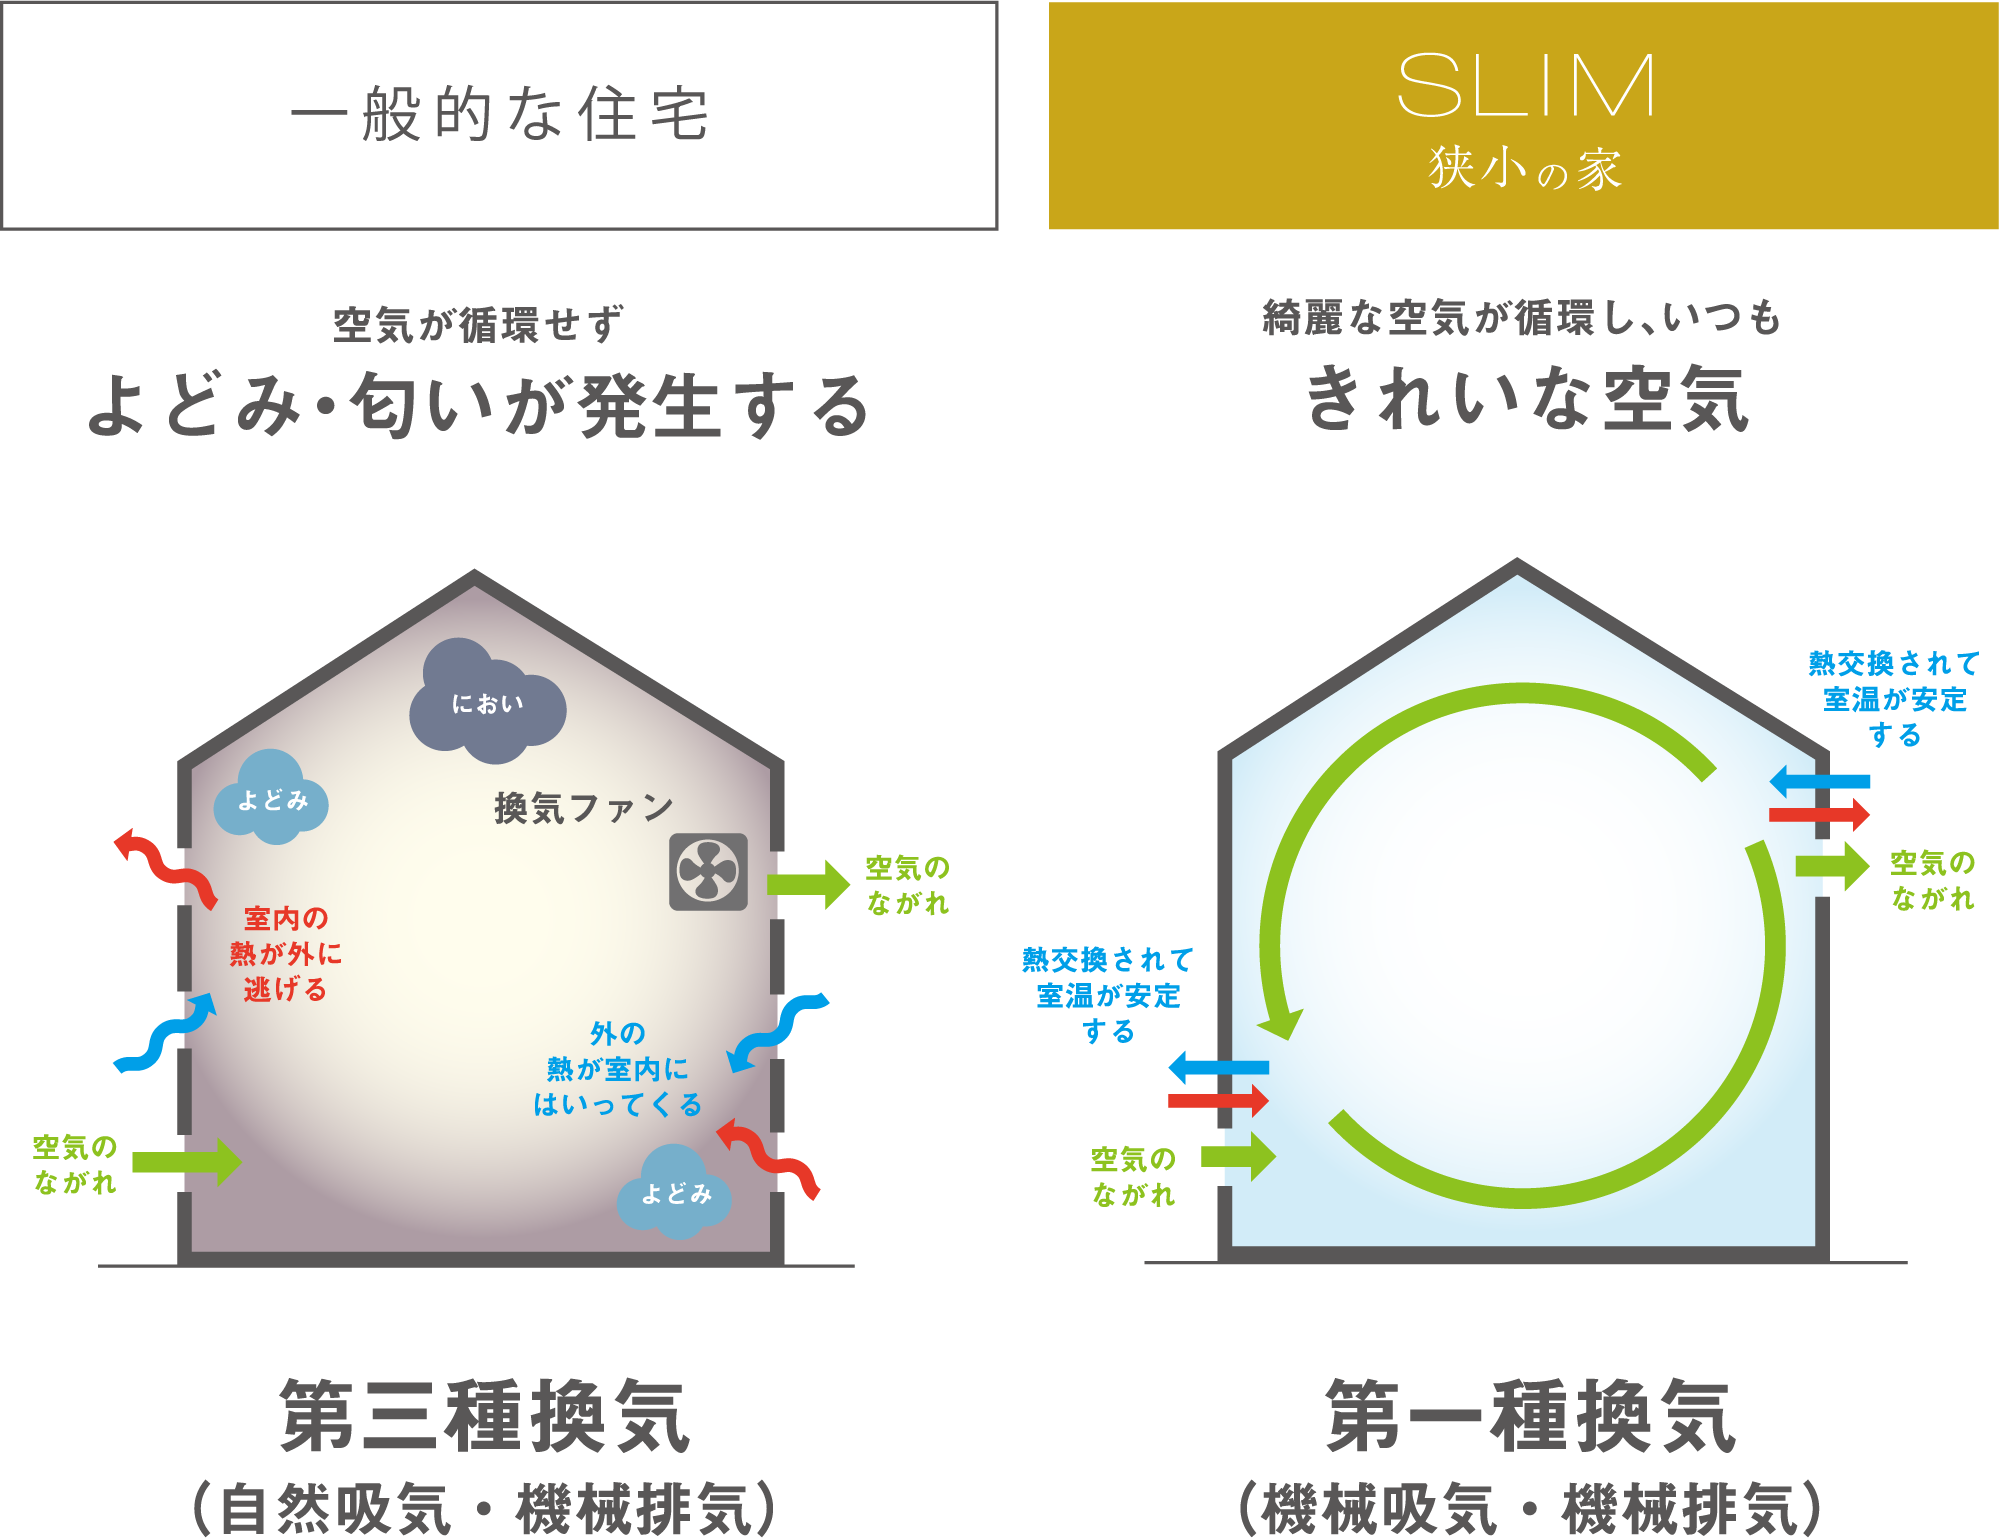 一般的な住宅
空気が循環せず
よどみ・匂いが発生する
におい
よどみ
換気ファン
空気の
ながれ
室内の
熱が外に
逃げる
外の
熱が室内に
はいってくる
空気の
ながれ
よどみ
第三種換気
（自然吸気・機械排気）
SLIM
狭小の家
綺麗な空気が循環し、いつも
きれいな空気
熱交換されて
室温が安定
する
空気の
ながれ
熱交換されて
室温が安定
する
空気の
ながれ
第一種換気
（機械吸気・機械排気）